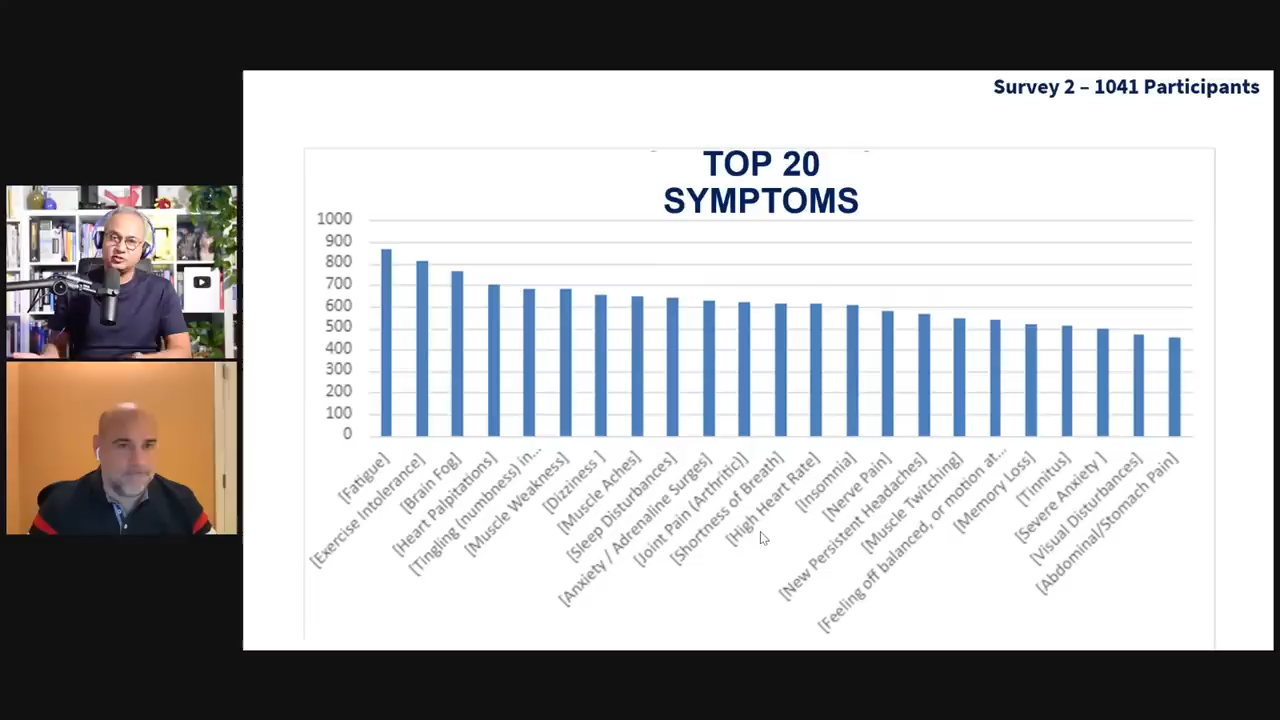 Survey 2 – 1041 Participants
TOP 20
SYMPTOMS
1000
900
800
700
600
500
400
300
200
100
0
[Fatigue]
[Exercise Intolerance]
[Brain Fog]
[Heart Palpitations]
[Tingling (numbness) in...
[Muscle Weakness]
[Dizziness ]
[Muscle Aches]
[Sleep Disturbances]
[Anxiety / Adrenaline Surges]
[Joint Pain (Arthritic)]
[Shortness of Breath]
[High Heart Rate]
[Insomnia]
[Nerve Pain]
[New Persistent Headaches]
[Muscle Twitching]
[Feeling off balanced, or motion at...
[Memory Loss]
[Tinnitus]
[Severe Anxiety ]
[Visual Disturbances]
[Abdominal/Stomach Pain]